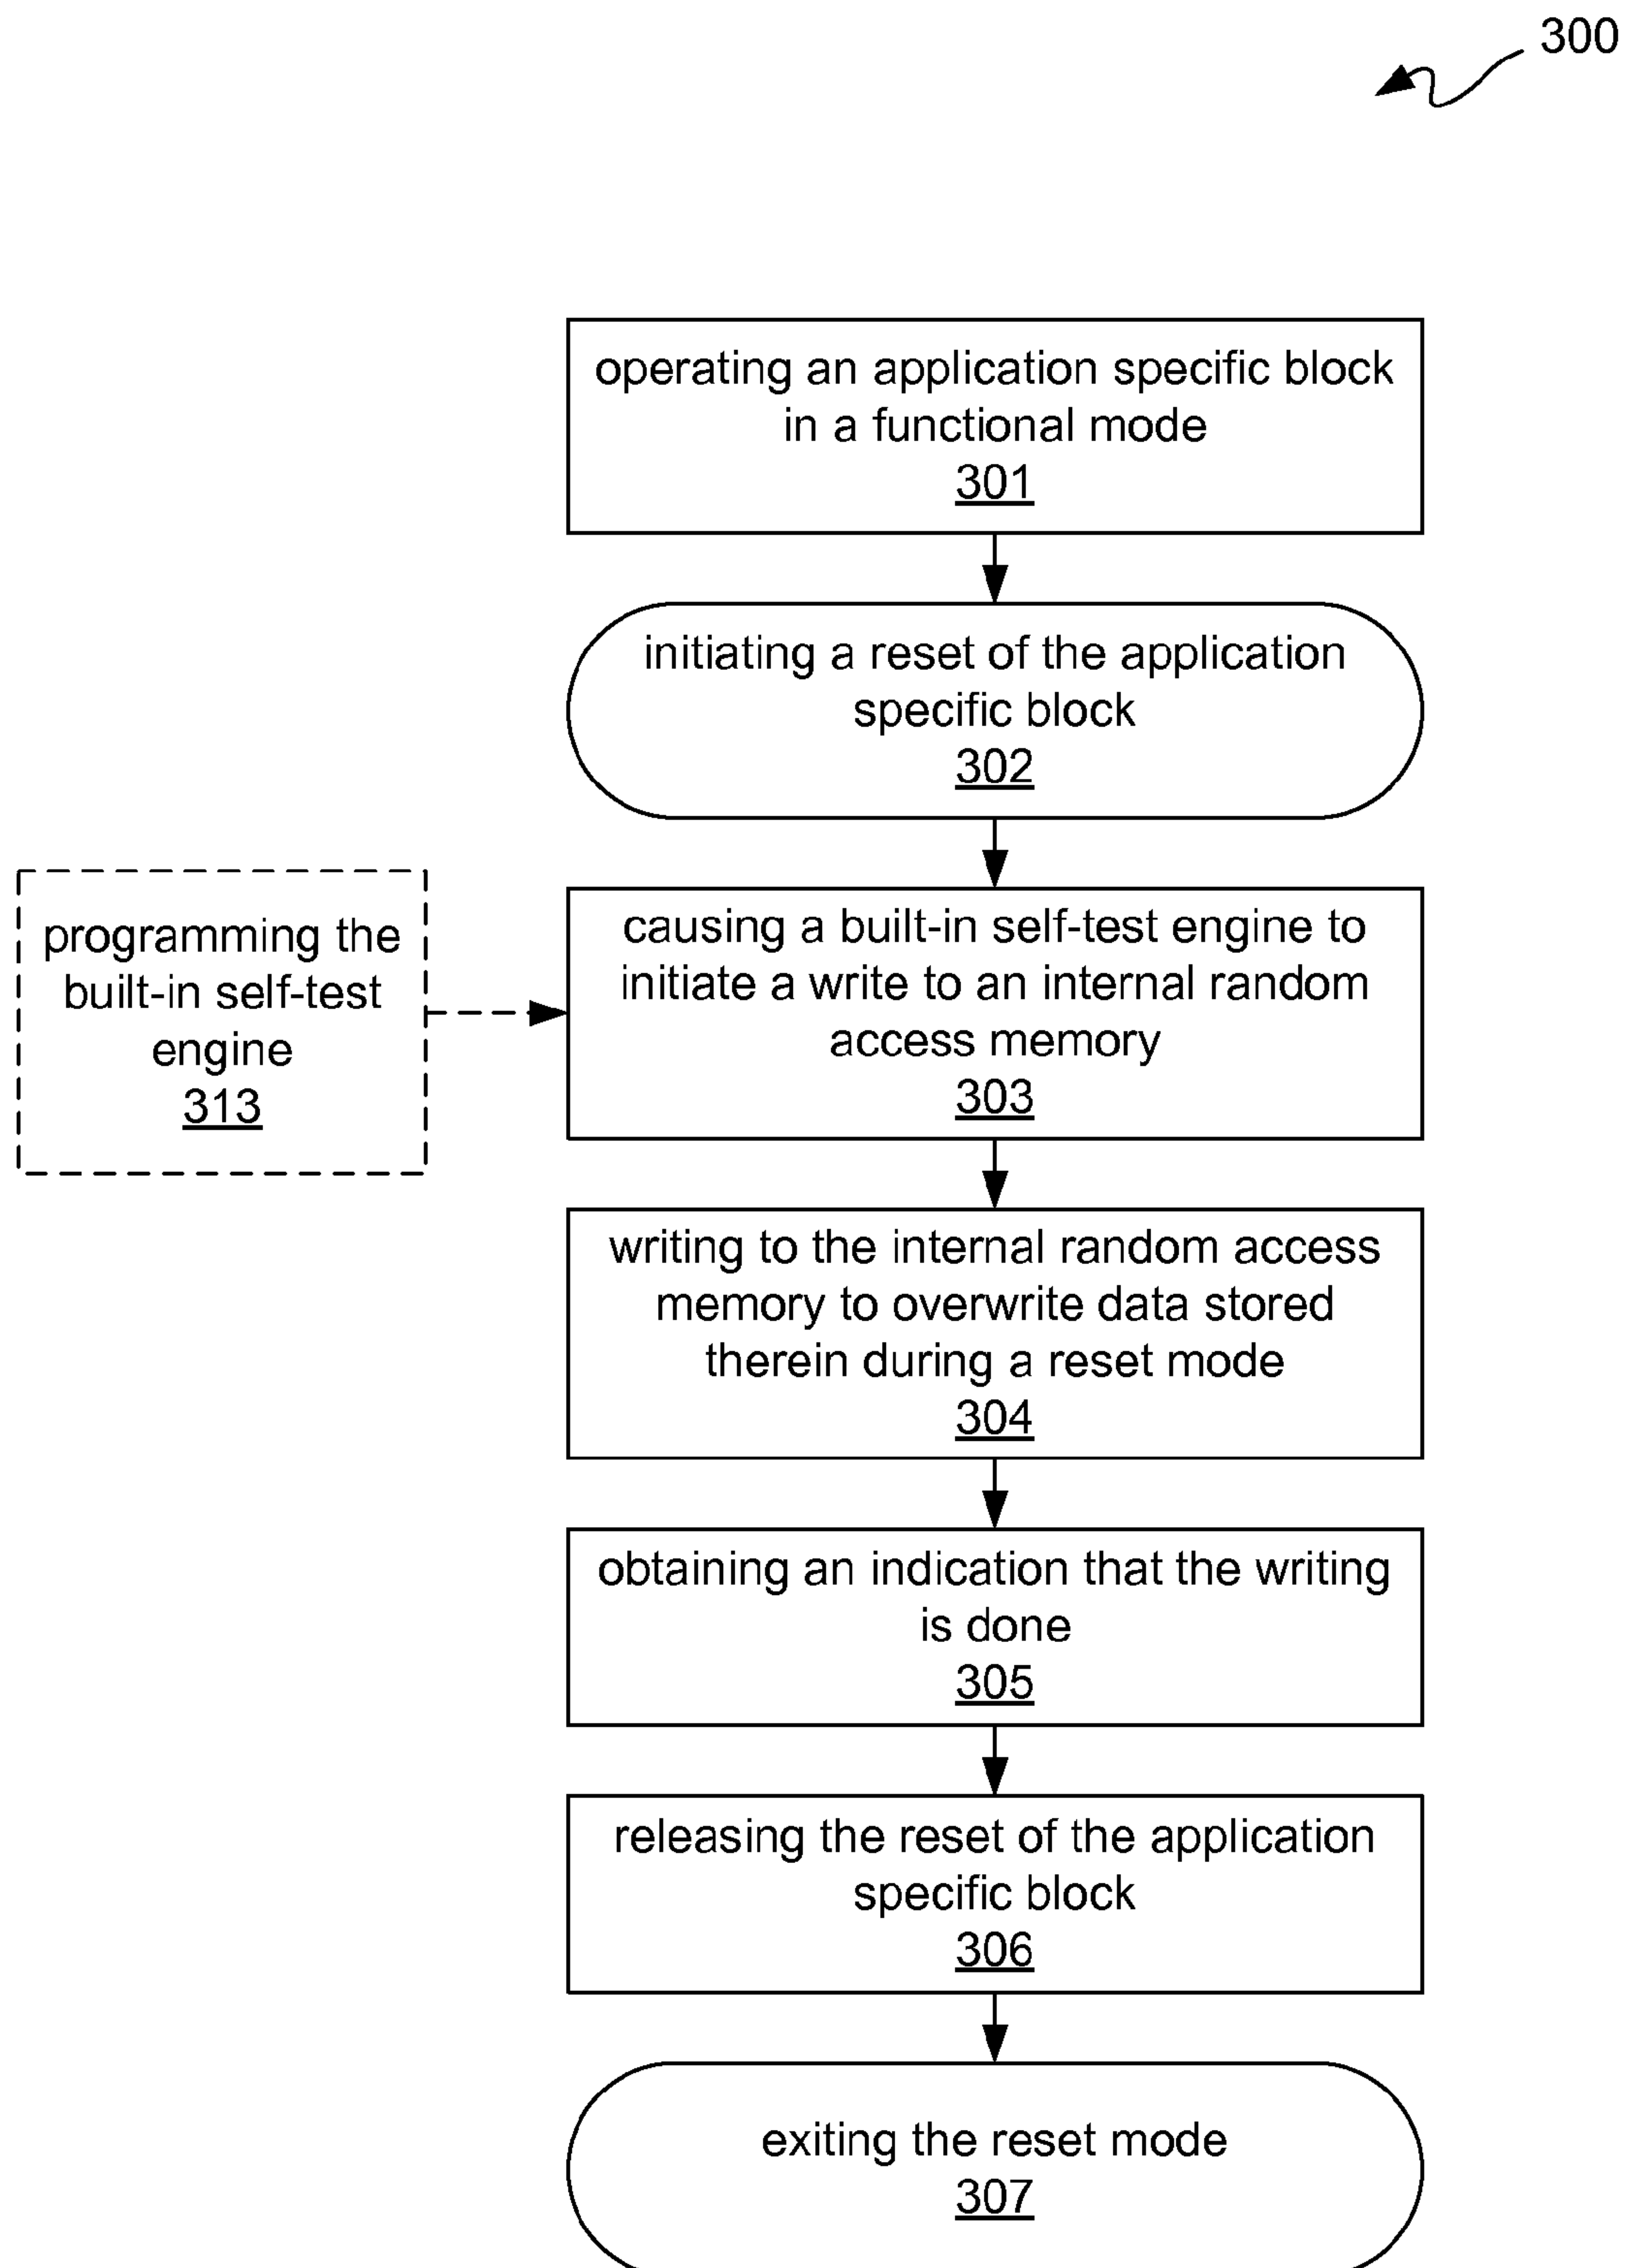 300
operating an application specific block
in a functional mode
301
initiating a reset of the application
specific block
302
programming the
built-in self-test
engine
313
causing a built-in self-test engine to
initiate a write to an internal random
access memory
303
writing to the internal random access
memory to overwrite data stored
therein during a reset mode
304
obtaining an indication that the writing
is done
305
releasing the reset of the application
specific block
306
exiting the reset mode
307